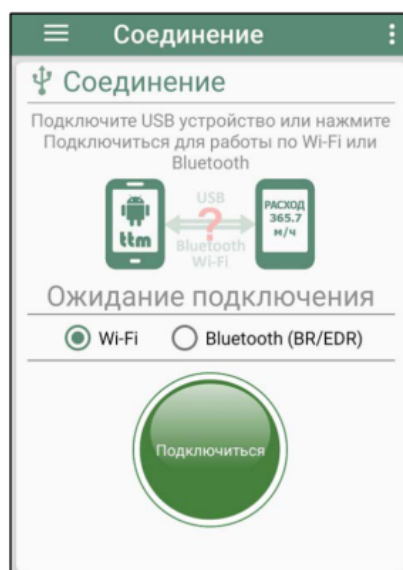 Соединение
Соединение
Подключите USB устройство или нажмите
Подключиться для работы по Wi-Fi или
Bluetooth
USB
ttm
?
РАСХОД
365.7
м/ч
Bluetooth
Wi-Fi
Ожидание подключения
Wi-Fi
Bluetooth (BR/EDR)
Подключиться